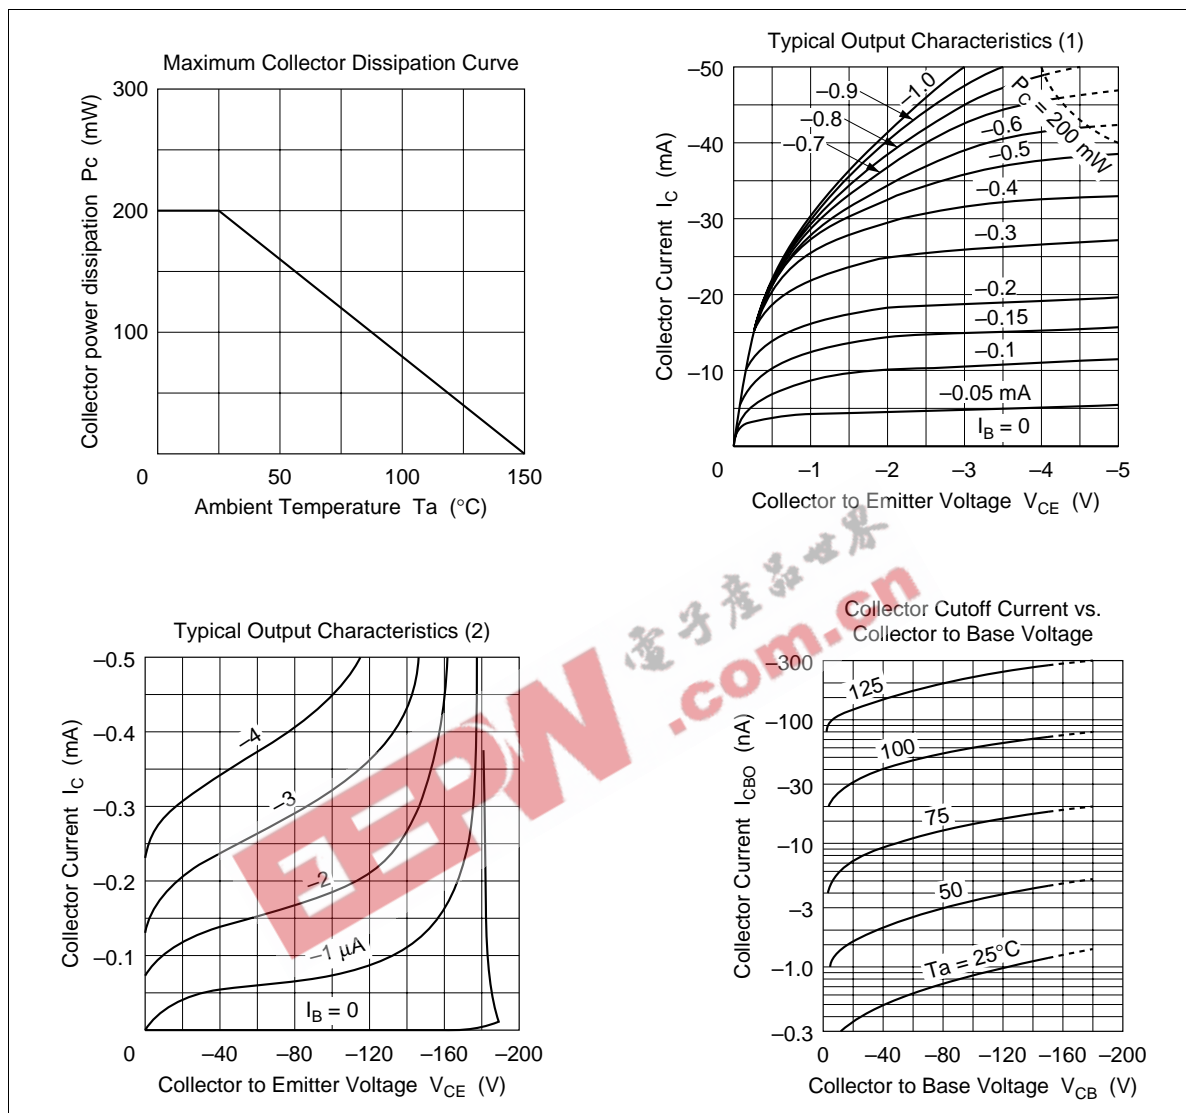 Maximum Collector Dissipation Curve
300
200
100
0
50
100
150
Collector power dissipation Pc (mW)
Ambient Temperature Ta (°C)
Typical Output Characteristics (1)
–50
–40
–30
–20
–10
0
–1
–2
–3
–4
–5
Collector Current IC (mA)
Collector to Emitter Voltage VCE (V)
–1.0
–0.9
–0.8
–0.7
–0.6
–0.5
–0.4
–0.3
–0.2
–0.15
–0.1
–0.05 mA
IB = 0
PC = 200 mW
Typical Output Characteristics (2)
–0.5
–0.4
–0.3
–0.2
–0.1
0
–40
–80
–120
–160
–200
Collector Current IC (mA)
Collector to Emitter Voltage VCE (V)
–4
–3
–2
–1 µA
IB = 0
Collector Cutoff Current vs.
Collector to Base Voltage
–300
–100
–30
–10
–3
–1.0
–0.3
0
–40
–80
–120
–160
–200
Collector Current ICBO (nA)
Collector to Base Voltage VCB (V)
125
100
75
50
Ta = 25°C
EEPW
.com.cn
電子產品世界